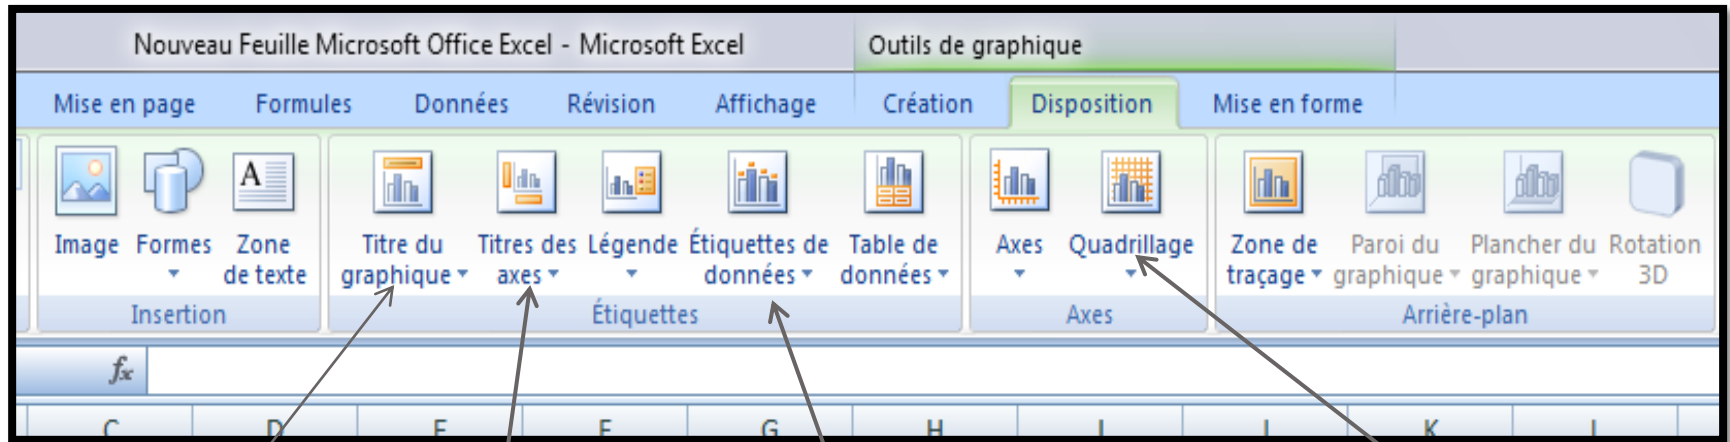 Nouveau Feuille Microsoft Office Excel - Microsoft Excel
Outils de graphique
Mise en page
Formules
Données
Révision
Affichage
Création
Disposition
Mise en forme
A
Image
Formes
Zone
de texte
Titre du
graphique
Titres des
axes
Légende
Étiquettes de
données
Table de
données
Axes
Quadrillage
Zone de
traçage
Paroi du
graphique
Plancher du
graphique
Rotation
3D
Insertion
Étiquettes
Axes
Arrière-plan
fx
C D G H K